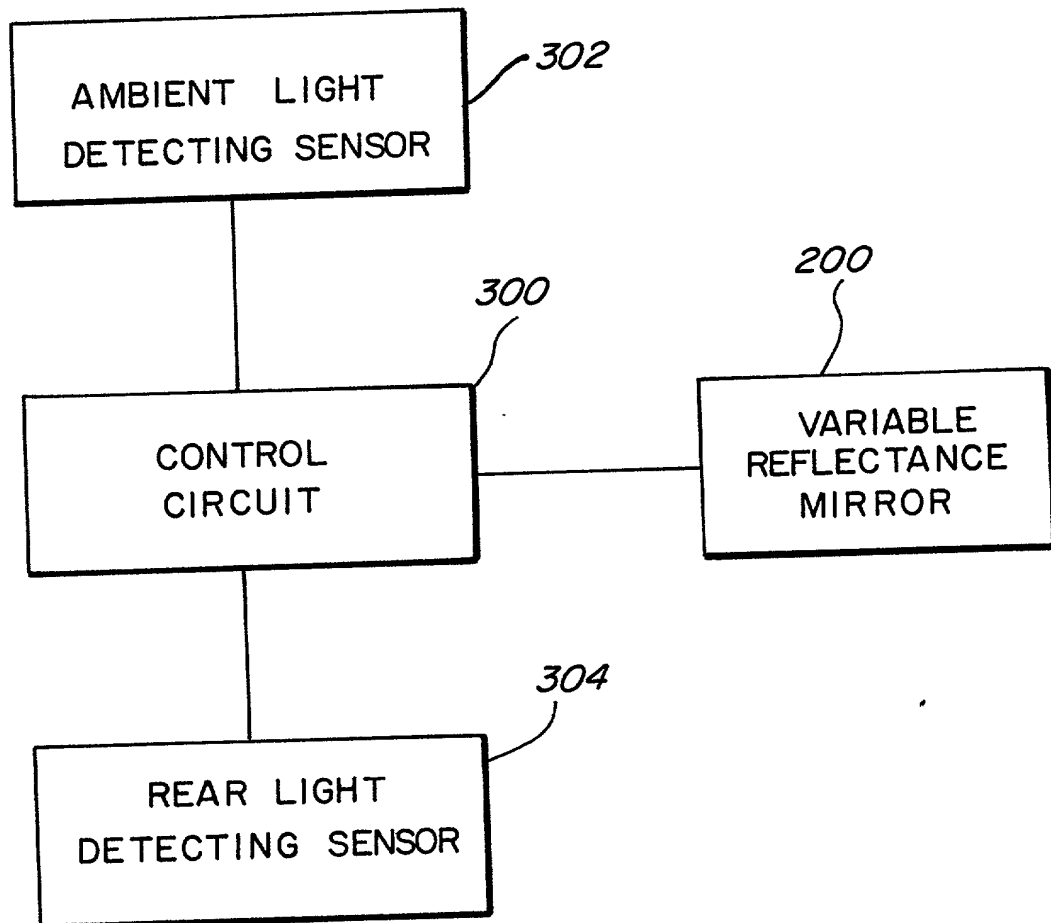 302
AMBIENT LIGHT
DETECTING SENSOR
300
200
CONTROL
CIRCUIT
VARIABLE
REFLECTANCE
MIRROR
304
REAR LIGHT
DETECTING SENSOR